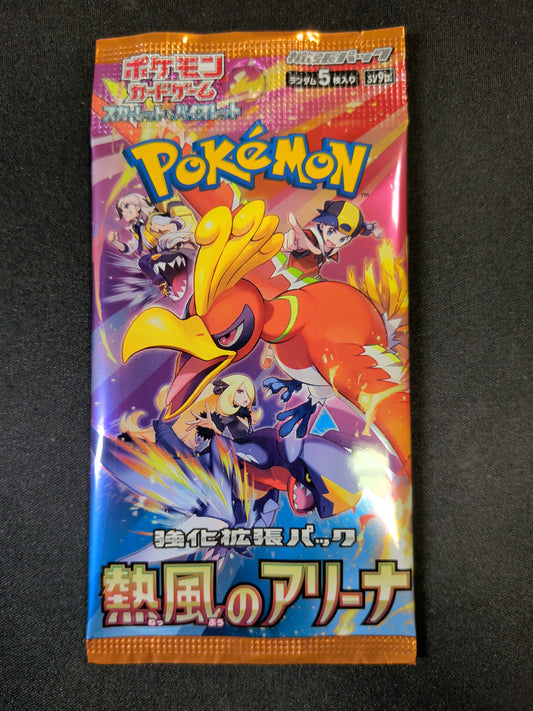 ポケモン
カードゲーム
スカーレット&バイオレット
拡張パック
ランダム5枚入り
sv9a
POKéMON
TM
強化拡張パック
熱風のアリーナ
ねっ ぷう